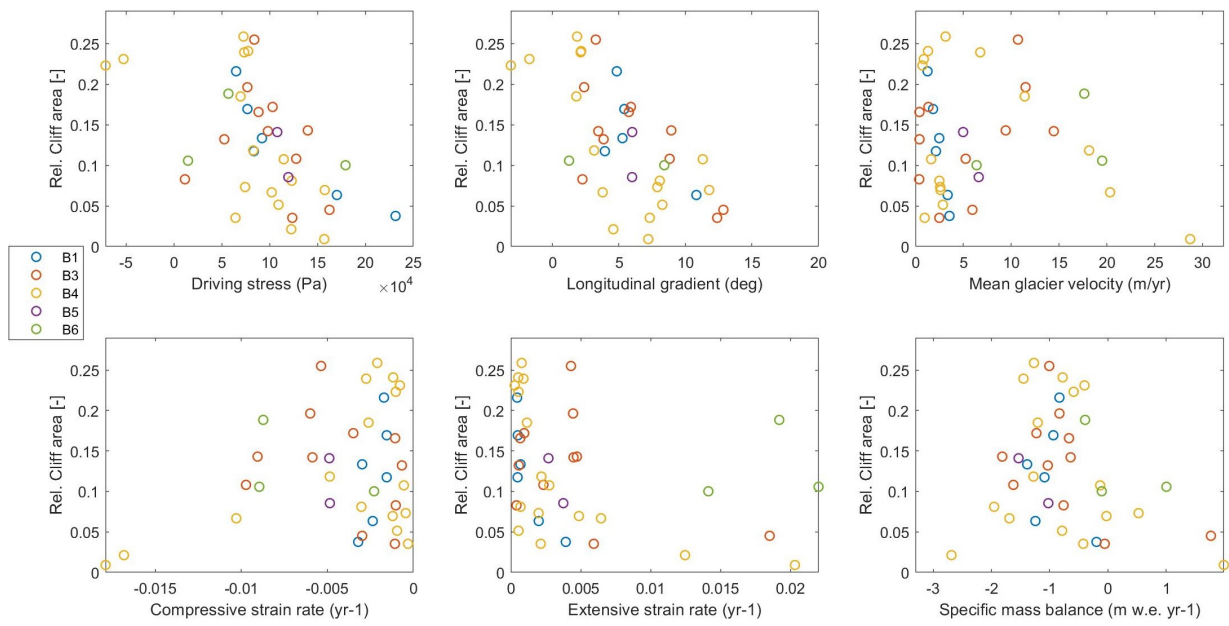 Rel. Cliff area [-]
0.25
0.2
0.15
0.1
0.05
0
-5 0 5 10 15 20 25
Driving stress (Pa)
×10⁴
Rel. Cliff area [-]
0.25
0.2
0.15
0.1
0.05
0
0 5 10 15 20
Longitudinal gradient (deg)
Rel. Cliff area [-]
0.25
0.2
0.15
0.1
0.05
0
0 5 10 15 20 25 30
Mean glacier velocity (m/yr)
B1
B3
B4
B5
B6
Rel. Cliff area [-]
0.25
0.2
0.15
0.1
0.05
0
-0.015 -0.01 -0.005 0
Compressive strain rate (yr-1)
Rel. Cliff area [-]
0.25
0.2
0.15
0.1
0.05
0
0 0.005 0.01 0.015 0.02
Extensive strain rate (yr-1)
Rel. Cliff area [-]
0.25
0.2
0.15
0.1
0.05
0
-3 -2 -1 0 1
Specific mass balance (m w.e. yr-1)